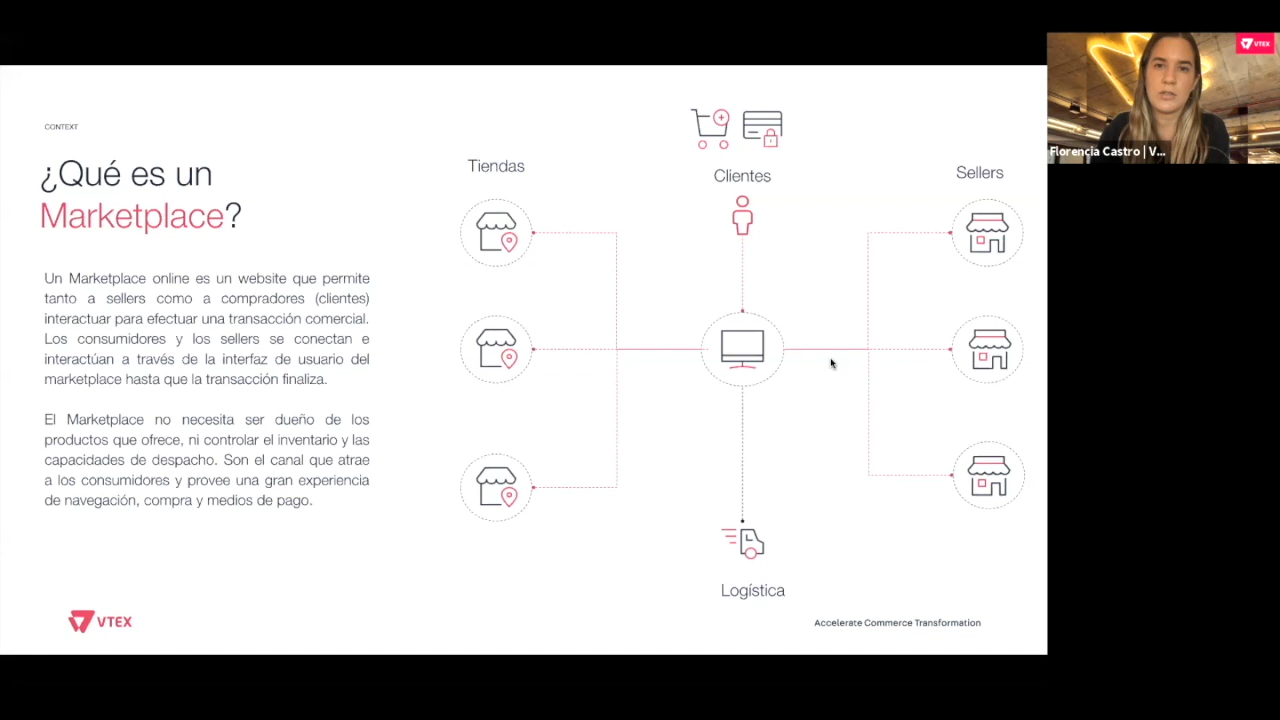 CONTEXT
¿Qué es un
Marketplace?
Un Marketplace online es un website que permite
tanto a sellers como a compradores (clientes)
interactuar para efectuar una transacción comercial.
Los consumidores y los sellers se conectan e
interactúan a través de la interfaz de usuario del
marketplace hasta que la transacción finaliza.
El Marketplace no necesita ser dueño de los
productos que ofrece, ni controlar el inventario y las
capacidades de despacho. Son el canal que atrae
a los consumidores y provee una gran experiencia
de navegación, compra y medios de pago.
Tiendas
Clientes
Sellers
Logística
VTEX
Accelerate Commerce Transformation
VTEX
Florencia Castro | V...